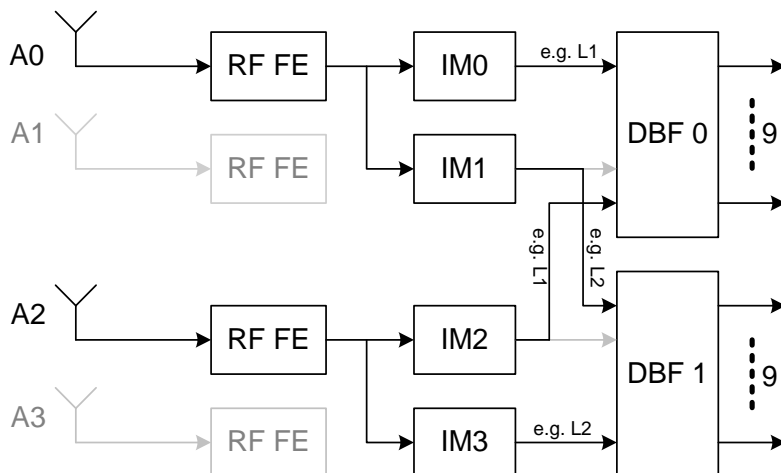 A0
RF FE
IM0
e.g. L1
DBF 0
9
A1
RF FE
IM1
e.g. L1
e.g. L2
A2
RF FE
IM2
DBF 1
9
A3
RF FE
IM3
e.g. L2